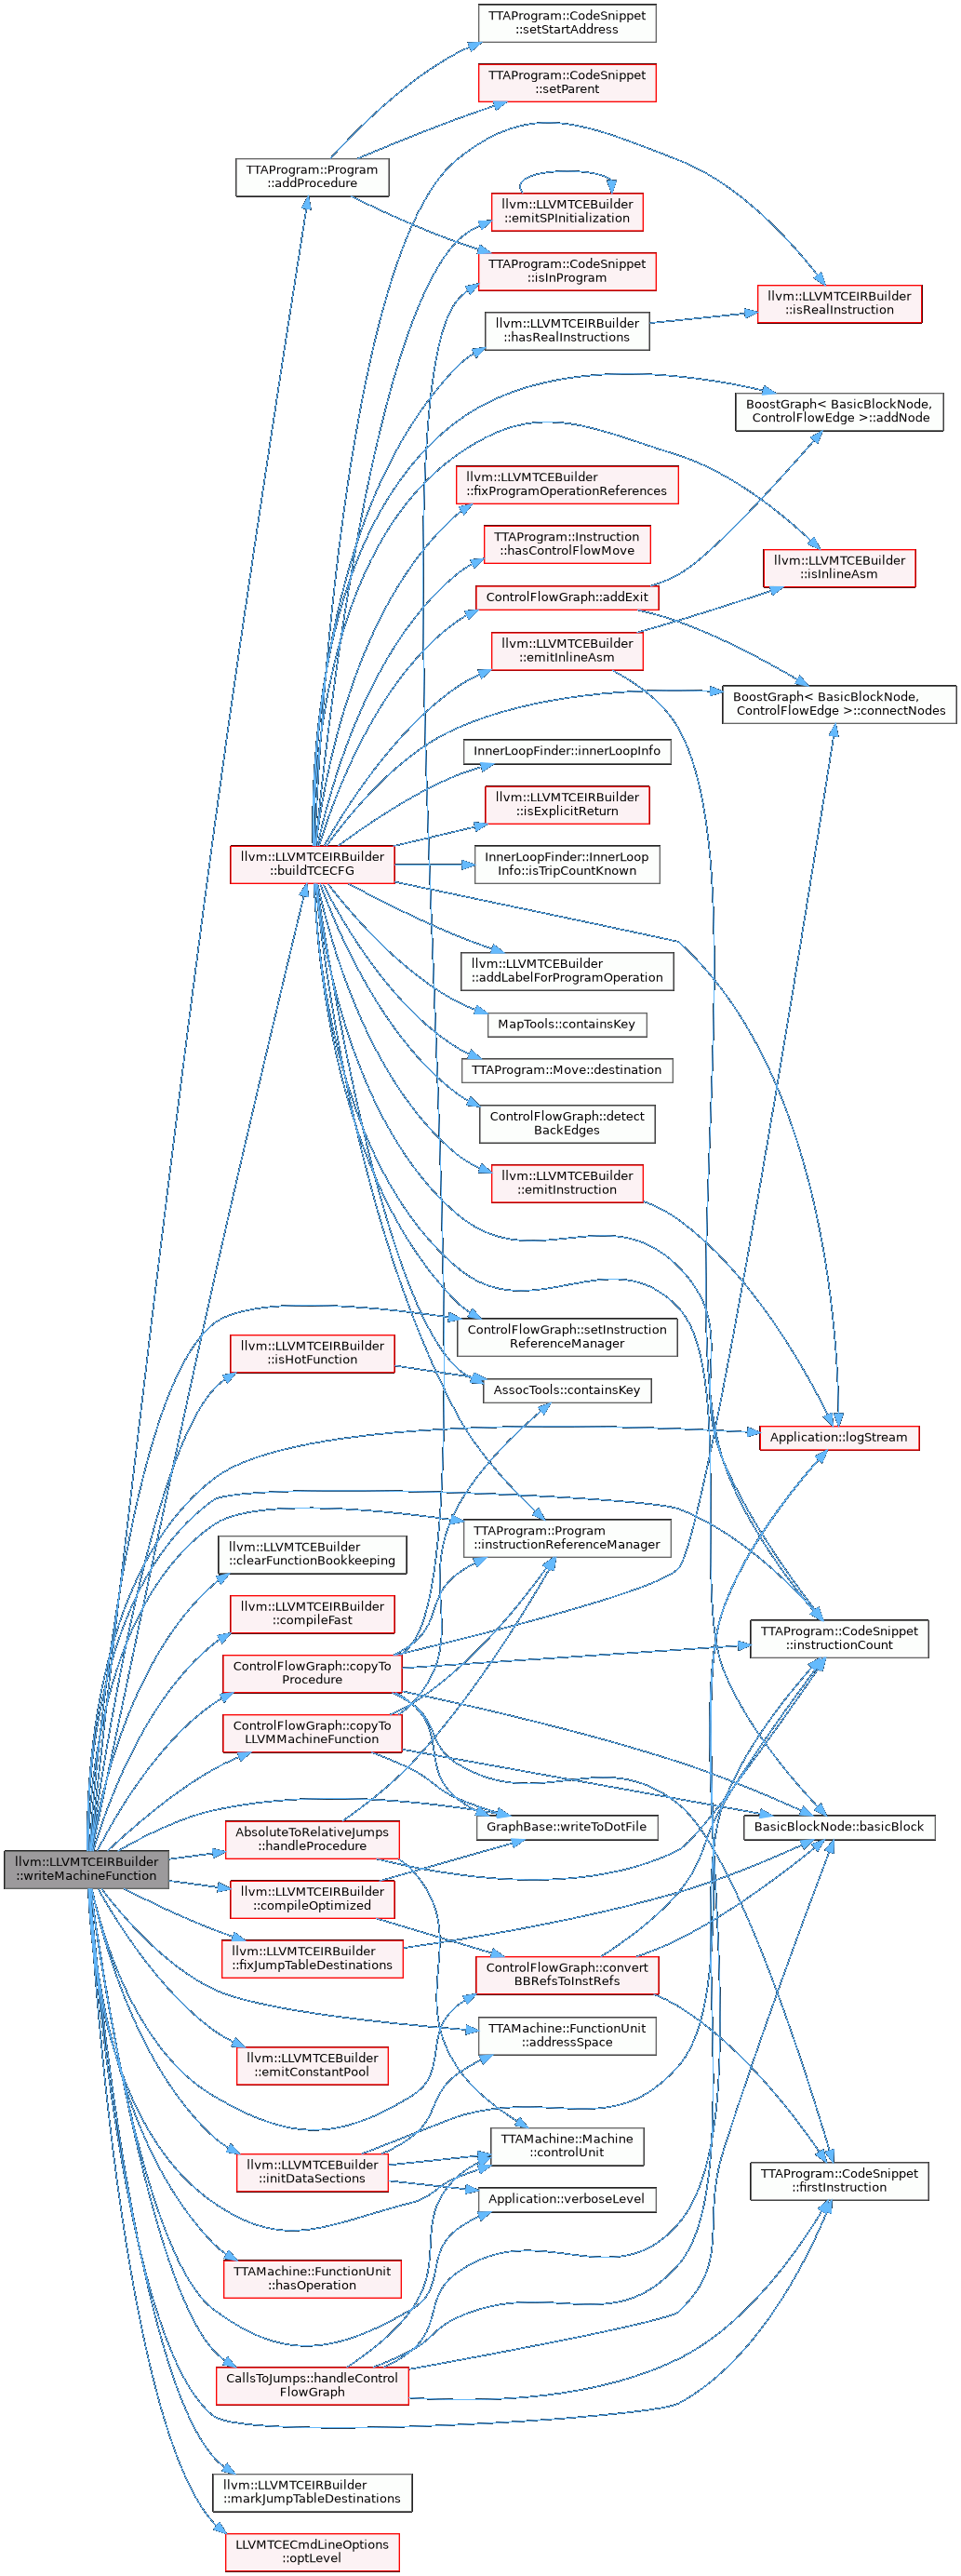 TTAProgram::CodeSnippet
::setStartAddress
TTAProgram::CodeSnippet
::setParent
TTAProgram::Program
::addProcedure
llvm::LLVMTCEBuilder
::emitSPInitialization
TTAProgram::CodeSnippet
::isInProgram
llvm::LLVMTCEIRBuilder
::isRealInstruction
llvm::LLVMTCEIRBuilder
::hasRealInstructions
BoostGraph< BasicBlockNode,
ControlFlowEdge >::addNode
llvm::LLVMTCEBuilder
::fixProgramOperationReferences
TTAProgram::Instruction
::hasControlFlowMove
llvm::LLVMTCEBuilder
::isInlineAsm
ControlFlowGraph::addExit
llvm::LLVMTCEBuilder
::emitInlineAsm
BoostGraph< BasicBlockNode,
ControlFlowEdge >::connectNodes
InnerLoopFinder::innerLoopInfo
llvm::LLVMTCEIRBuilder
::isExplicitReturn
llvm::LLVMTCEIRBuilder
::buildTCECFG
InnerLoopFinder::InnerLoop
Info::isTripCountKnown
llvm::LLVMTCEBuilder
::addLabelForProgramOperation
MapTools::containsKey
TTAProgram::Move::destination
ControlFlowGraph::detect
BackEdges
llvm::LLVMTCEBuilder
::emitInstruction
ControlFlowGraph::setInstruction
ReferenceManager
llvm::LLVMTCEIRBuilder
::isHotFunction
AssocTools::containsKey
Application::logStream
TTAProgram::Program
::instructionReferenceManager
llvm::LLVMTCEBuilder
::clearFunctionBookkeeping
llvm::LLVMTCEIRBuilder
::compileFast
TTAProgram::CodeSnippet
::instructionCount
ControlFlowGraph::copyTo
Procedure
ControlFlowGraph::copyTo
LLVMMachineFunction
GraphBase::writeToDotFile
BasicBlockNode::basicBlock
AbsoluteToRelativeJumps
::handleProcedure
llvm::LLVMTCEIRBuilder
::writeMachineFunction
llvm::LLVMTCEIRBuilder
::compileOptimized
llvm::LLVMTCEIRBuilder
::fixJumpTableDestinations
ControlFlowGraph::convert
BBRefsToInstRefs
TTAMachine::FunctionUnit
::addressSpace
llvm::LLVMTCEBuilder
::emitConstantPool
TTAMachine::Machine
::controlUnit
llvm::LLVMTCEBuilder
::initDataSections
TTAProgram::CodeSnippet
::firstInstruction
Application::verboseLevel
TTAMachine::FunctionUnit
::hasOperation
CallsToJumps::handleControl
FlowGraph
llvm::LLVMTCEIRBuilder
::markJumpTableDestinations
LLVMTCECmdLineOptions
::optLevel